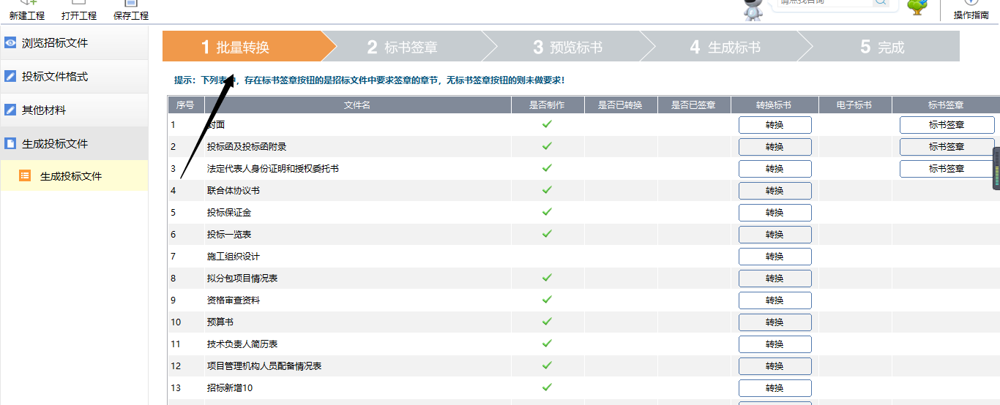 请点我咨询
新建工程 打开工程 保存工程 操作指南
浏览招标文件
投标文件格式
其他材料
生成投标文件
生成投标文件
1 批量转换 2 标书签章 3 预览标书 4 生成标书 5 完成
提示：下列表中，存在标书签章按钮的是招标文件中要求签章的章节，无标书签章按钮的则未做要求！
序号 文件名 是否制作 是否已转换 是否已签章 转换标书 电子标书 标书签章
1 封面 转换 标书签章
2 投标函及投标函附录 转换 标书签章
3 法定代表人身份证明和授权委托书 转换 标书签章
4 联合体协议书 转换
5 投标保证金 转换
6 投标一览表 转换
7 施工组织设计 转换
8 拟分包项目情况表 转换
9 资格审查资料 转换
10 预算书 转换
11 技术负责人简历表 转换
12 项目管理机构人员配备情况表 转换
13 招标新增10 转换